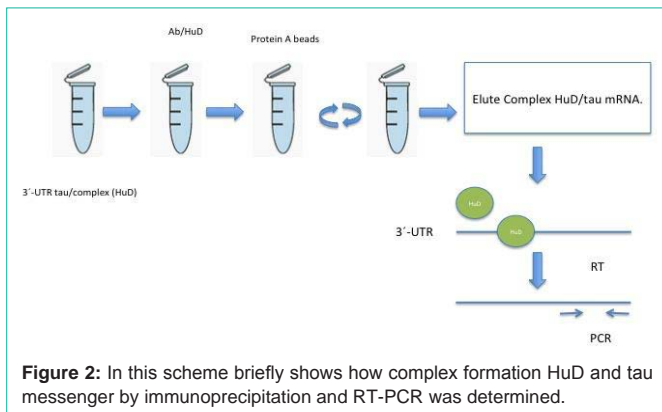 Ab/HuD
Protein A beads
Elute Complex HuD/tau mRNA.
3´-UTR tau/complex (HuD)
HuD
3´-UTR
HuD
RT
PCR
Figure 2: In this scheme briefly shows how complex formation HuD and tau
messenger by immunoprecipitation and RT-PCR was determined.